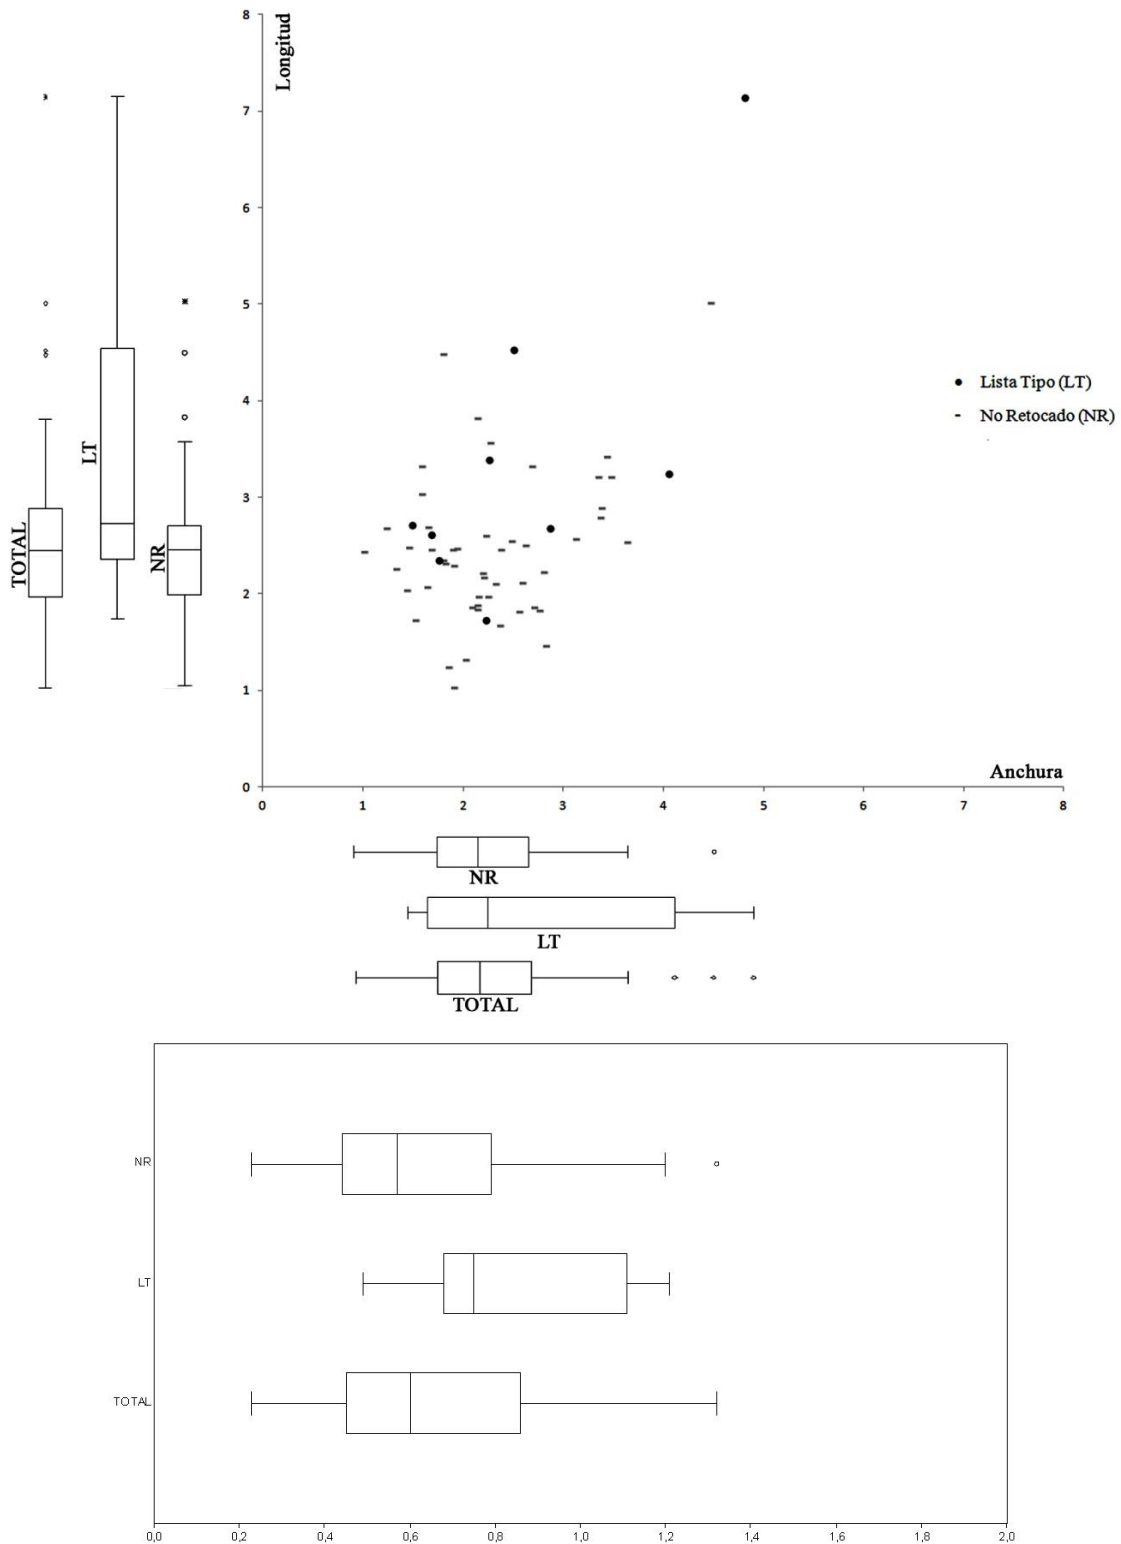 8
Longitud
7
6
5
4
3
2
1
0
TOTAL
LT
NR
Lista Tipo (LT)
No Retocado (NR)
Anchura
0 1 2 3 4 5 6 7 8
NR
LT
TOTAL
NR
LT
TOTAL
0,0 0,2 0,4 0,6 0,8 1,0 1,2 1,4 1,6 1,8 2,0